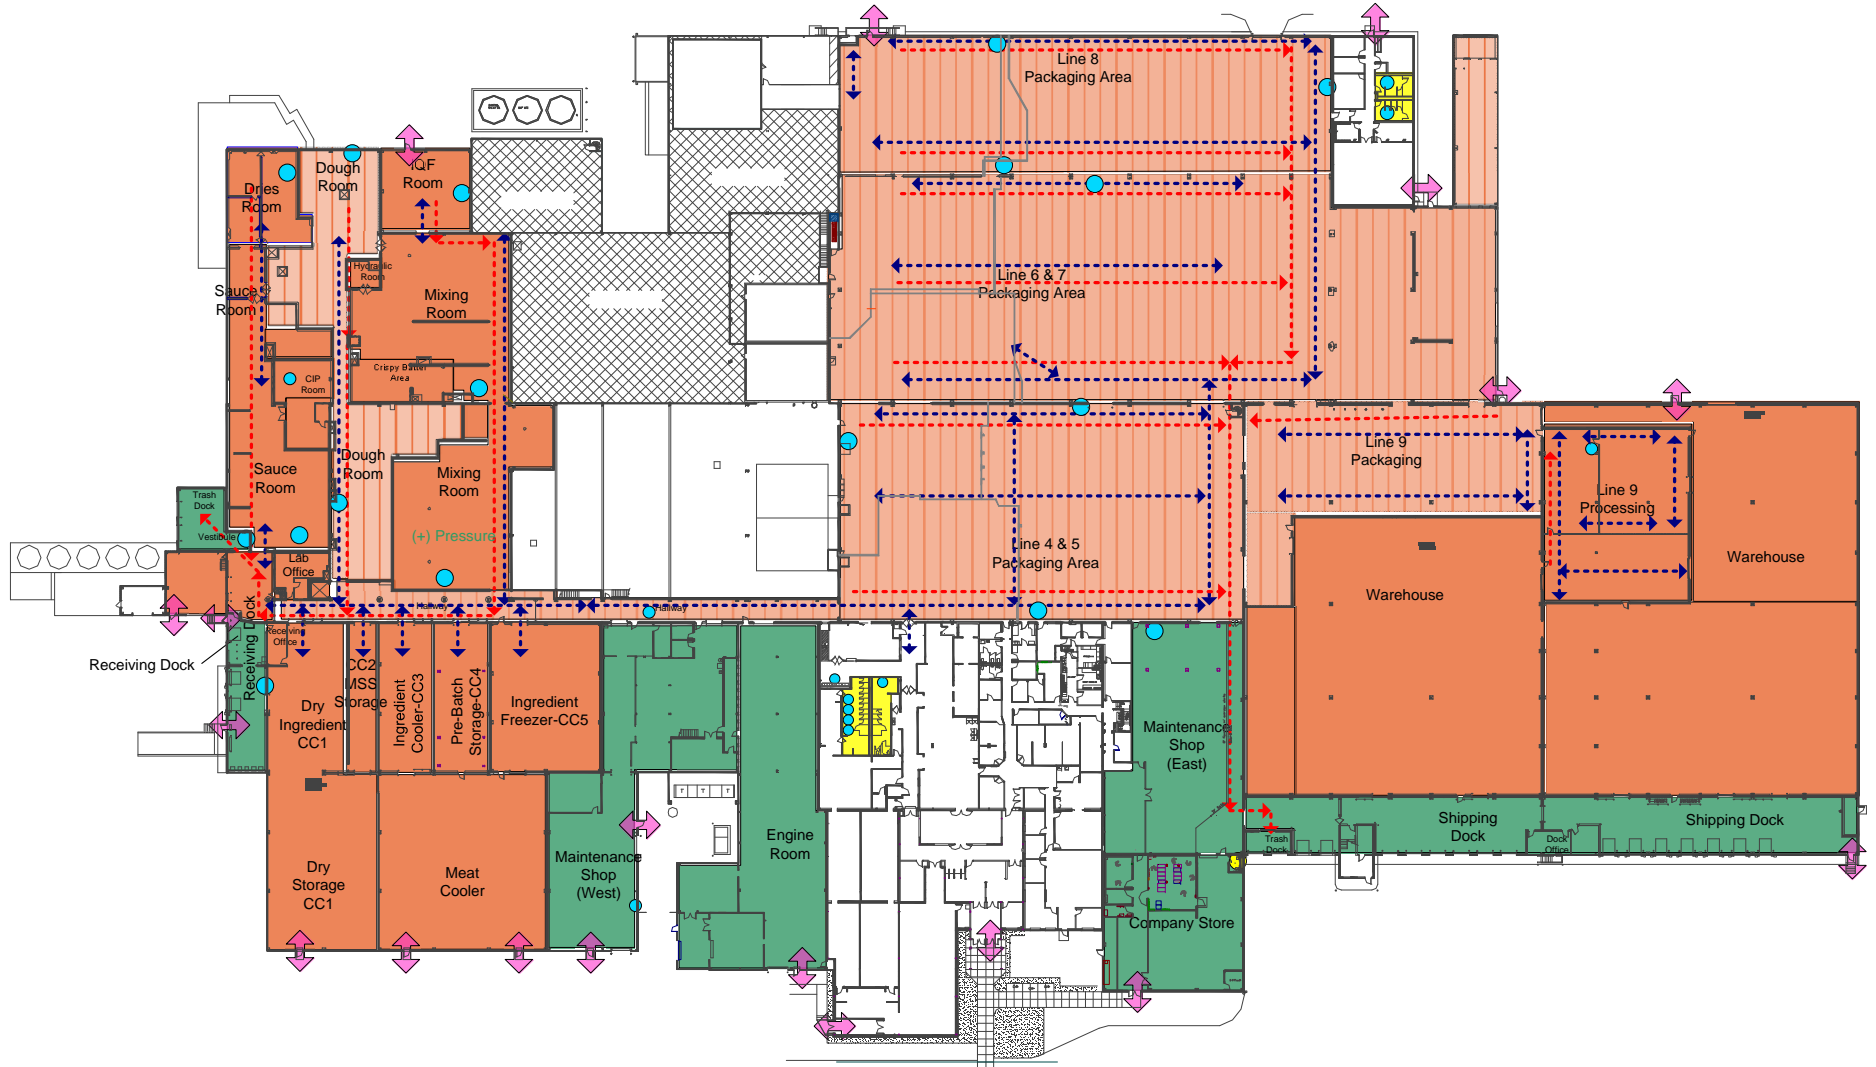 Line 8
Packaging Area
Dough
Room
IQF
Room
Dries
Room
Hydraulic
Room
Sauce
Room
Mixing
Room
Line 6 & 7
Packaging Area
Crispy Batter
Area
CIP
Room
Line 9
Packaging
Dough
Room
Sauce
Room
Mixing
Room
Line 9
Processing
Trash
Dock
Vestibule
(+) Pressure
Lab
Office
Line 4 & 5
Packaging Area
Warehouse
Warehouse
Hallway
Hallway
Receiving
Office
Receiving Dock
Receiving Dock
CC2
MSS
Storage
Dry
Ingredient
CC1
Ingredient
Cooler-CC3
Pre-Batch
Storage-CC4
Ingredient
Freezer-CC5
Maintenance
Shop
(East)
Engine
Room
Shipping
Dock
Shipping Dock
Trash
Dock
Dock
Office
Dry
Storage
CC1
Meat
Cooler
Maintenance
Shop
(West)
Company Store